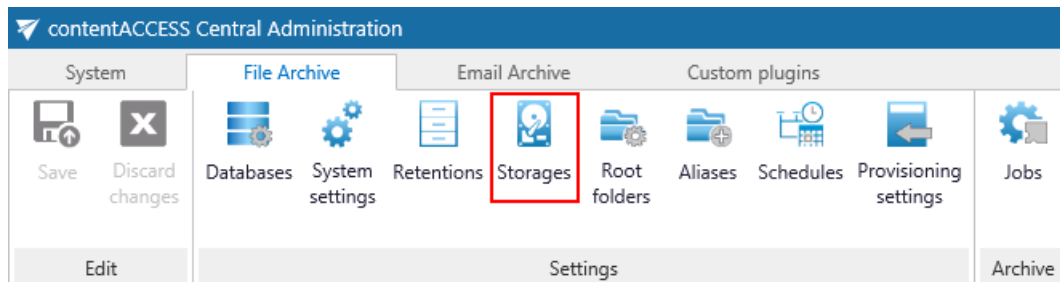 contentACCESS Central Administration
System File Archive Email Archive Custom plugins
Save Discard Databases System Retentions Storages Root Aliases Schedules Provisioning Jobs
changes settings folders settings
Edit Settings Archive